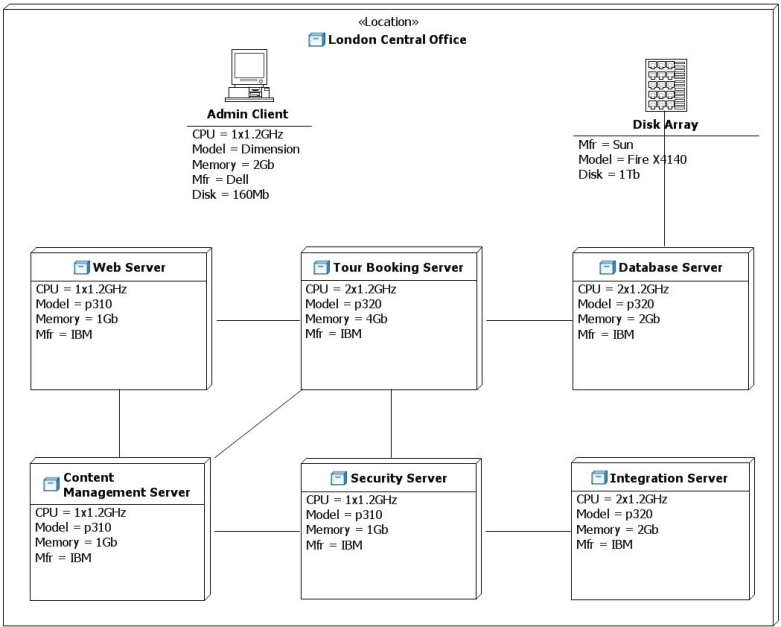 «Location»
London Central Office
Admin Client
CPU = 1x1.2GHz
Model = Dimension
Memory = 2Gb
Mfr = Dell
Disk = 160Mb
Disk Array
Mfr = Sun
Model = Fire X4140
Disk = 1Tb
Web Server
CPU = 1x1.2GHz
Model = p310
Memory = 1Gb
Mfr = IBM
Tour Booking Server
CPU = 2x1.2GHz
Model = p320
Memory = 4Gb
Mfr = IBM
Database Server
CPU = 2x1.2GHz
Model = p320
Memory = 2Gb
Mfr = IBM
Content
Management Server
CPU = 1x1.2GHz
Model = p310
Memory = 1Gb
Mfr = IBM
Security Server
CPU = 1x1.2GHz
Model = p310
Memory = 1Gb
Mfr = IBM
Integration Server
CPU = 2x1.2GHz
Model = p320
Memory = 2Gb
Mfr = IBM